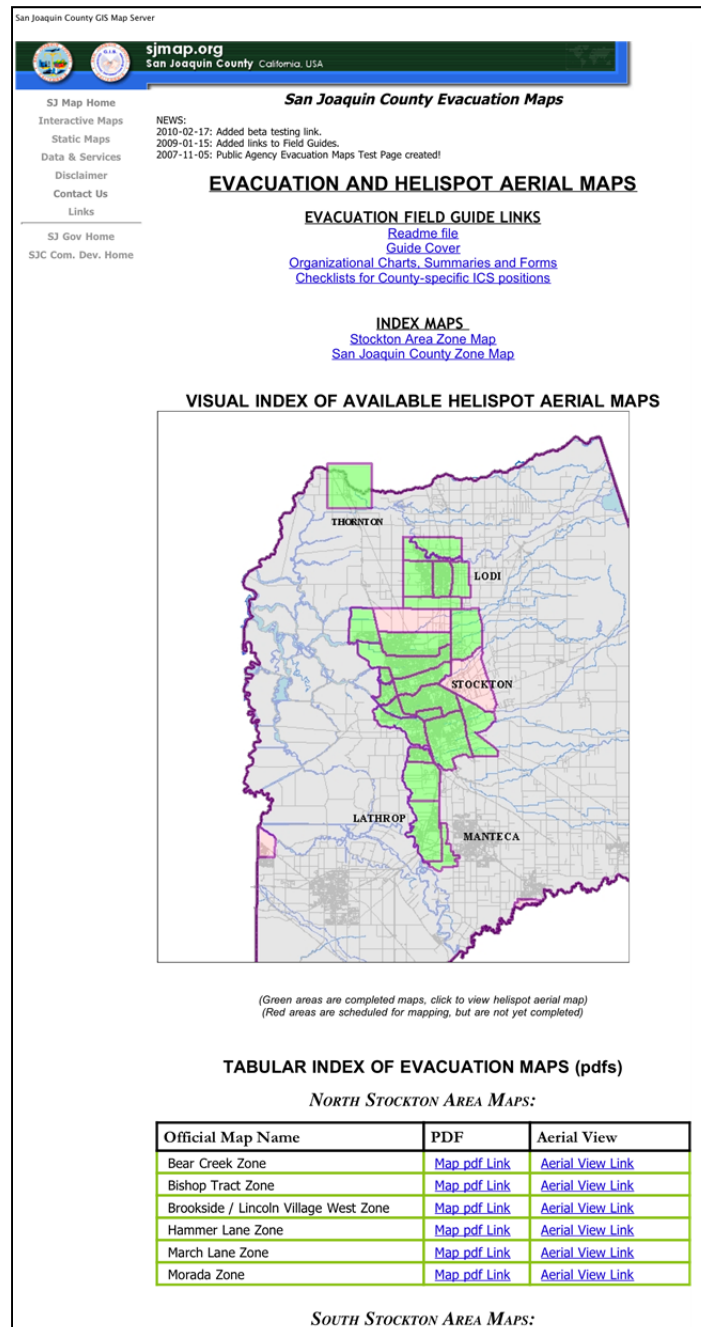 San Joaquin County GIS Map Server
sjmap.org
San Joaquin County California, USA
SJ Map Home
Interactive Maps
Static Maps
Data & Services
Disclaimer
Contact Us
Links
SJ Gov Home
SJC Com. Dev. Home
San Joaquin County Evacuation Maps
NEWS:
2010-02-17: Added beta testing link.
2009-01-15: Added links to Field Guides.
2007-11-05: Public Agency Evacuation Maps Test Page created!
EVACUATION AND HELISPOT AERIAL MAPS
EVACUATION FIELD GUIDE LINKS
Readme file
Guide Cover
Organizational Charts, Summaries and Forms
Checklists for County-specific ICS positions
INDEX MAPS
Stockton Area Zone Map
San Joaquin County Zone Map
VISUAL INDEX OF AVAILABLE HELISPOT AERIAL MAPS
THORNTON
LODI
STOCKTON
LATHROP
MANTECA
(Green areas are completed maps, click to view helispot aerial map)
(Red areas are scheduled for mapping, but are not yet completed)
TABULAR INDEX OF EVACUATION MAPS (pdfs)
NORTH STOCKTON AREA MAPS:
Official Map Name PDF Aerial View
Bear Creek Zone Map pdf Link Aerial View Link
Bishop Tract Zone Map pdf Link Aerial View Link
Brookside / Lincoln Village West Zone Map pdf Link Aerial View Link
Hammer Lane Zone Map pdf Link Aerial View Link
March Lane Zone Map pdf Link Aerial View Link
Morada Zone Map pdf Link Aerial View Link
SOUTH STOCKTON AREA MAPS: